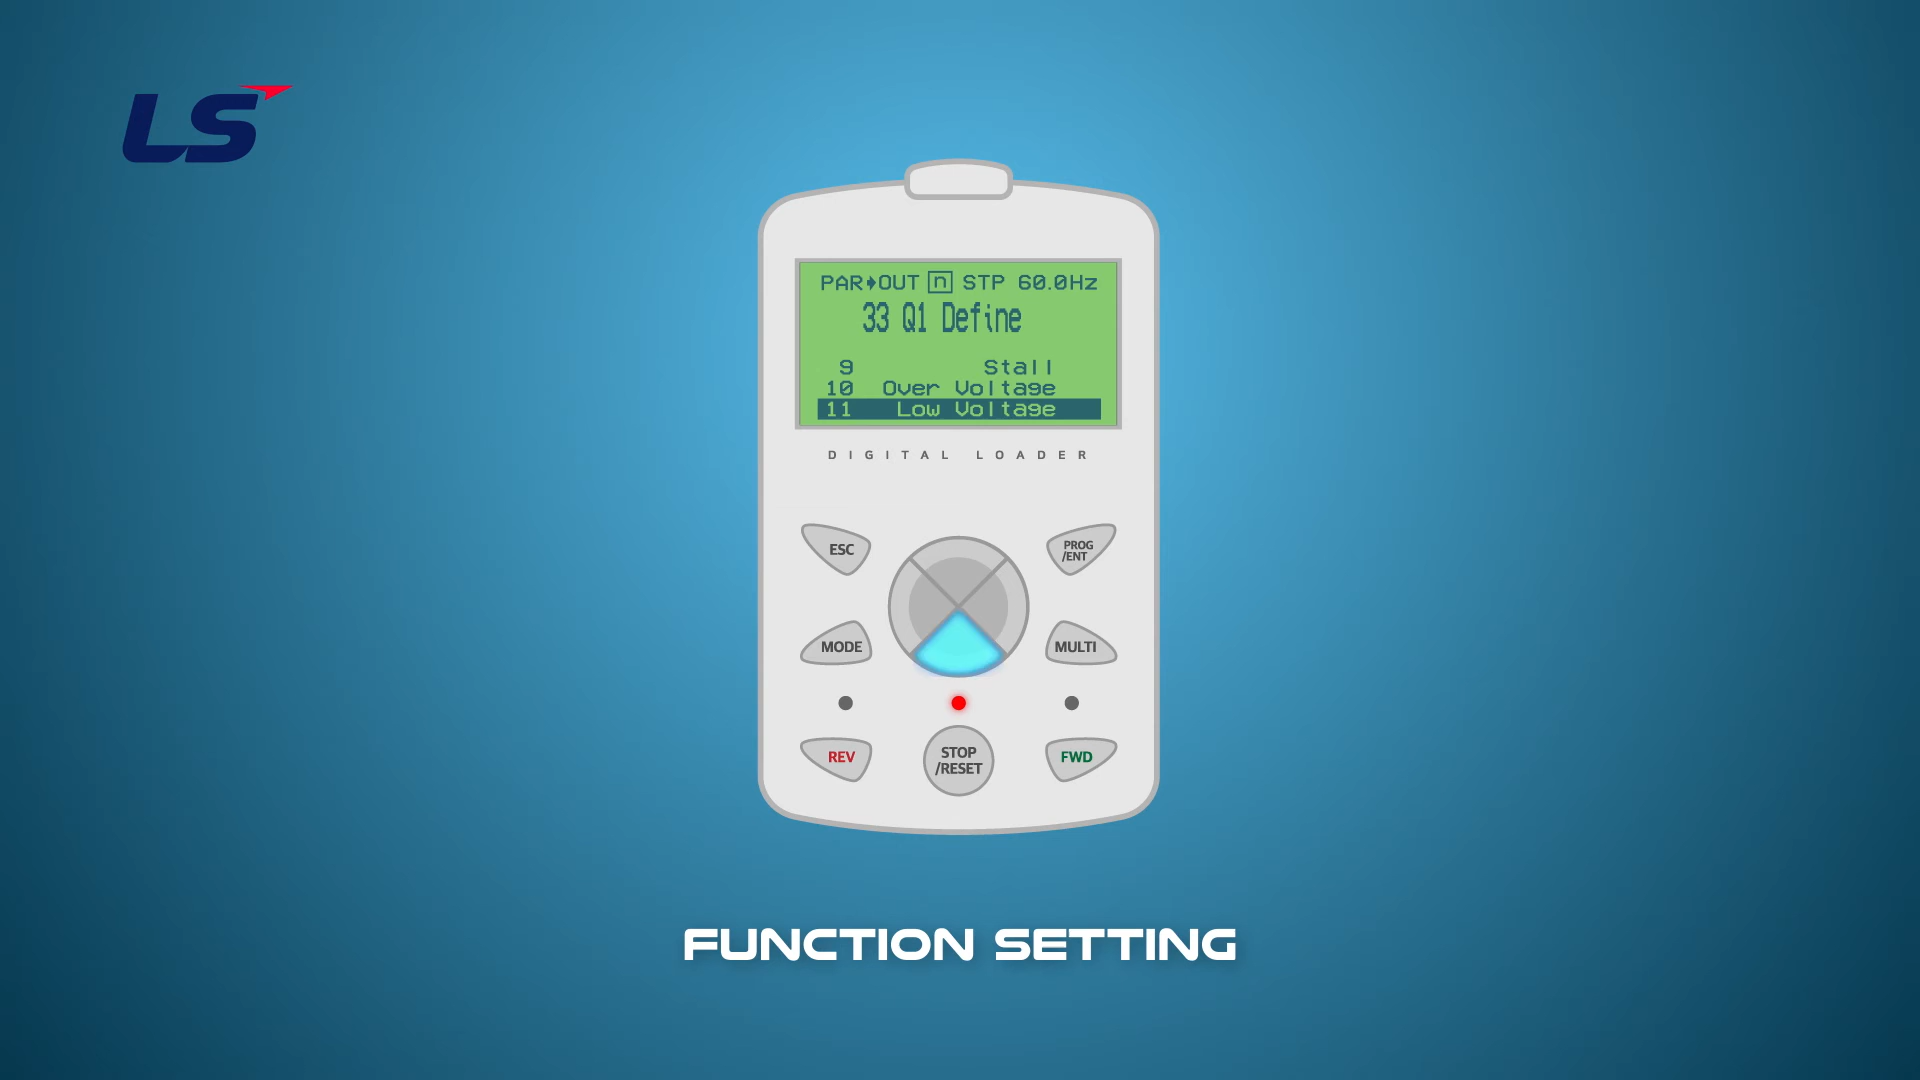 LS
PAR➧OUT n STP 60.0Hz
33 Q1 Define
9 Stall
10 Over Voltage
11 Low Voltage
DIGITAL LOADER
ESC
PROG
/ENT
MODE
MULTI
REV
STOP
/RESET
FWD
FUNCTION SETTING